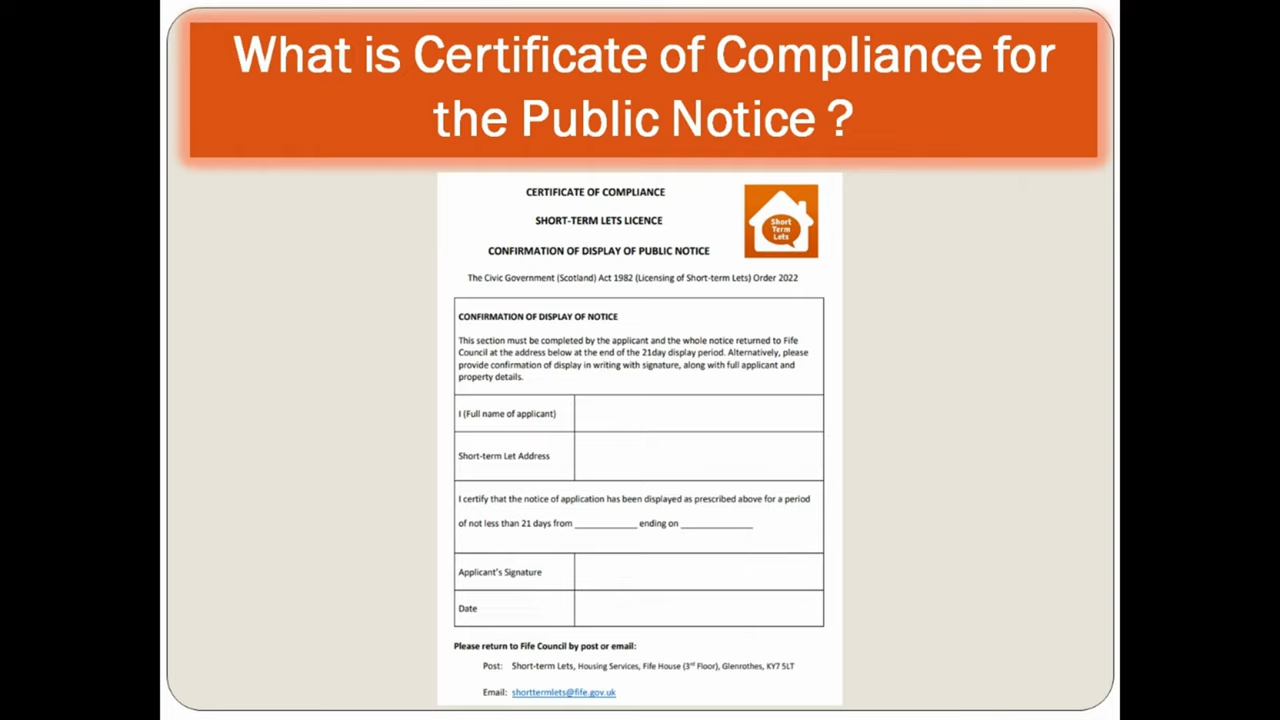 What is Certificate of Compliance for
the Public Notice ?
CERTIFICATE OF COMPLIANCE
SHORT-TERM LETS LICENCE
CONFIRMATION OF DISPLAY OF PUBLIC NOTICE
Short
Term
Lets
The Civic Government (Scotland) Act 1982 (Licensing of Short-term Lets) Order 2022
CONFIRMATION OF DISPLAY OF NOTICE
This section must be completed by the applicant and the whole notice returned to Fife
Council at the address below at the end of the 21day display period. Alternatively, please
provide confirmation of display in writing with signature, along with full applicant and
property details.
I (Full name of applicant)
Short-term Let Address
I certify that the notice of application has been displayed as prescribed above for a period
of not less than 21 days from ____________ ending on ______________
Applicant's Signature
Date
Please return to Fife Council by post or email:
Post: Short-term Lets, Housing Services, Fife House (3rd Floor), Glenrothes, KY7 5LT
Email: shorttermlets@fife.gov.uk